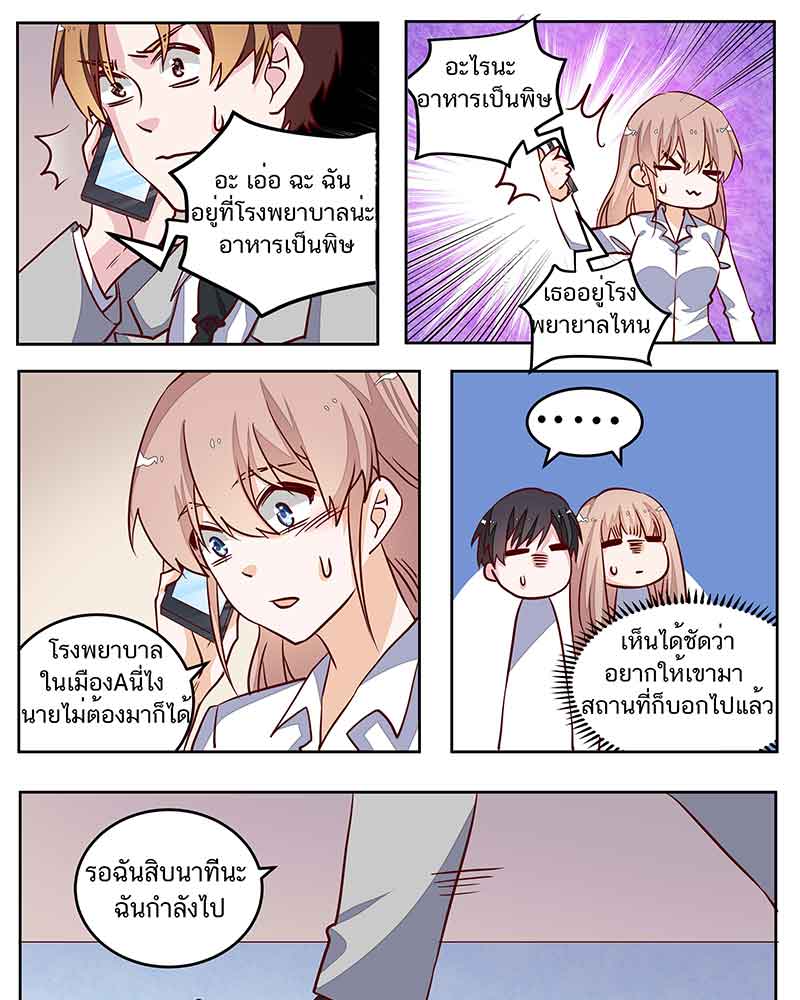 อะ เอ่อ ฉะ ฉัน
อยู่ที่โรงพยาบาลน่ะ
อาหารเป็นพิษ
อะไรนะ
อาหารเป็นพิษ
เธออยู่โรง
พยายาลไหน
โรงพยาบาล
ในเมืองAนี่ไง
นายไม่ต้องมาก็ได้
เห็นได้ชัดว่า
อยากให้เขามา
สถานที่ก็บอกไปแล้ว
รอฉันสิบนาทีนะ
ฉันกำลังไป